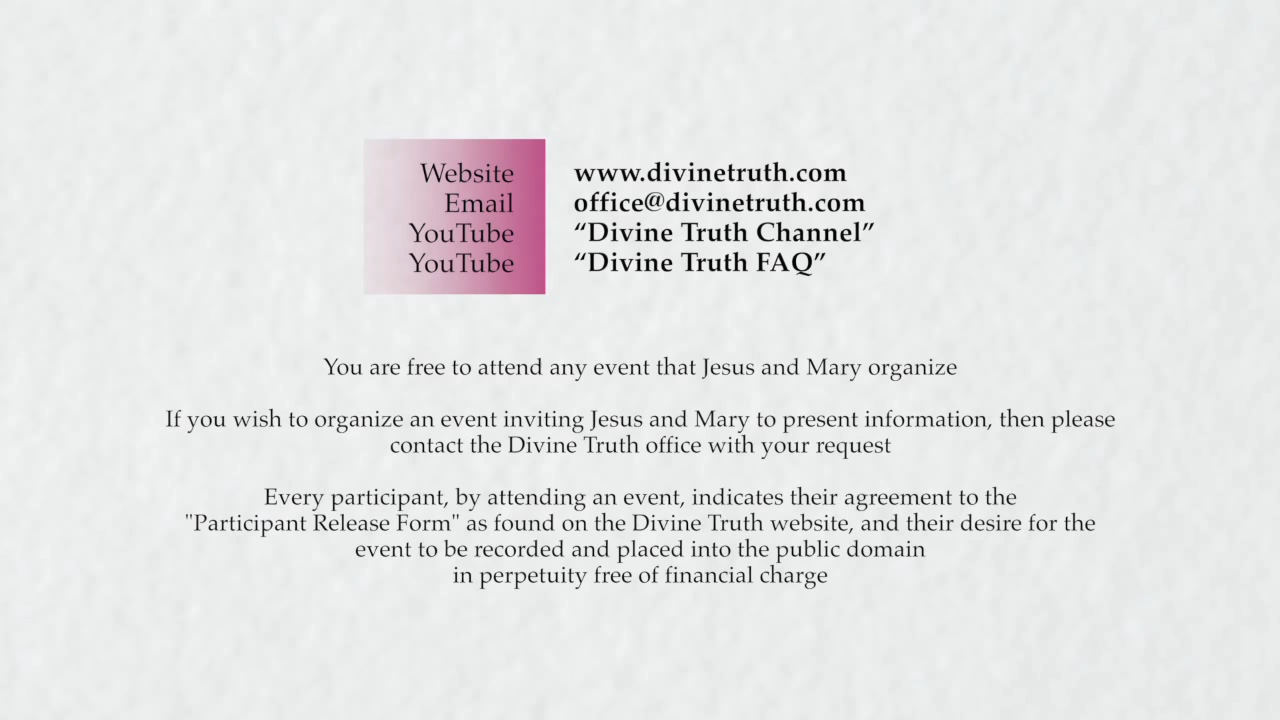 Website www.divinetruth.com
Email office@divinetruth.com
YouTube “Divine Truth Channel”
YouTube “Divine Truth FAQ”
You are free to attend any event that Jesus and Mary organize
If you wish to organize an event inviting Jesus and Mary to present information, then please
contact the Divine Truth office with your request
Every participant, by attending an event, indicates their agreement to the
"Participant Release Form" as found on the Divine Truth website, and their desire for the
event to be recorded and placed into the public domain
in perpetuity free of financial charge